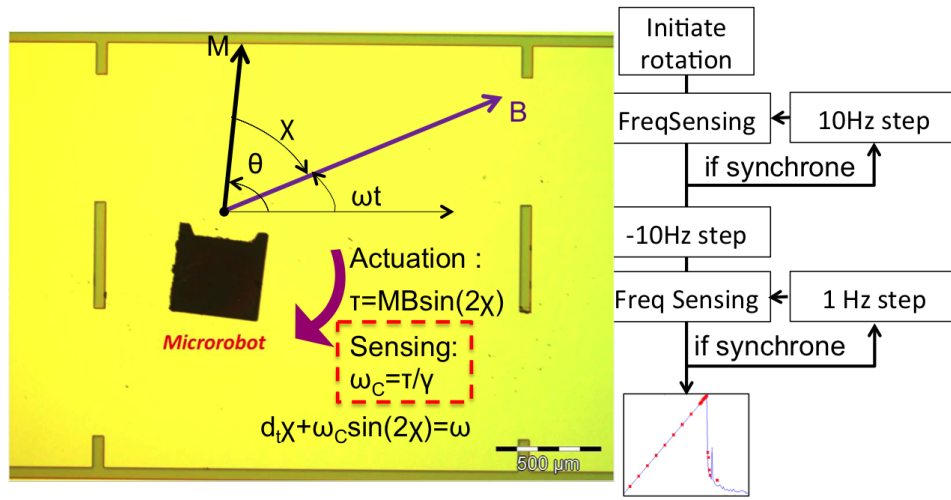 M
B
χ
θ
ωt
Microrobot
Actuation :
τ=MBsin(2χ)
Sensing:
ω_C=τ/γ
d_tχ+ω_Csin(2χ)=ω
500 µm
Initiate
rotation
FreqSensing
10Hz step
if synchrone
-10Hz step
Freq Sensing
1 Hz step
if synchrone